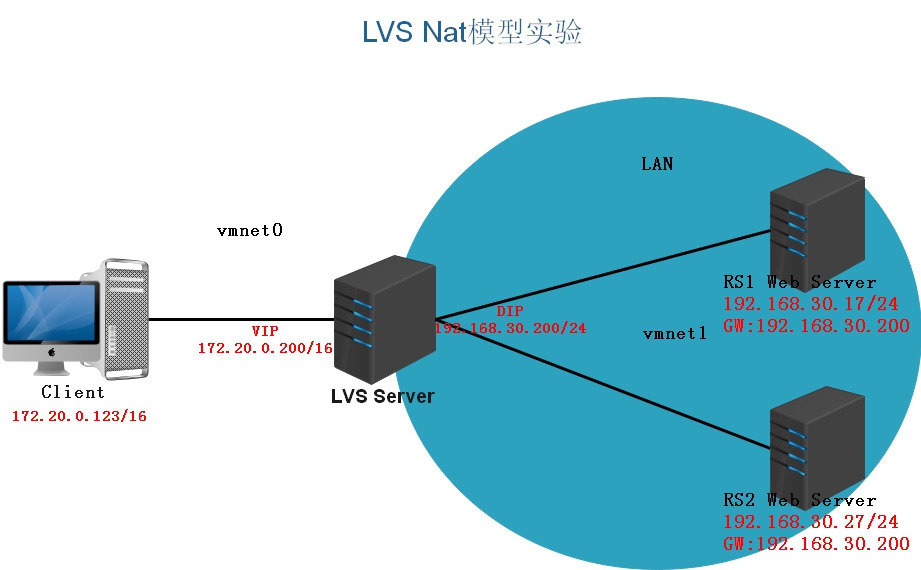 LVS Nat模型实验
LAN
vmnet0
VIP
172.20.0.200/16
LVS Server
Client
172.20.0.123/16
DIP
192.168.30.200/24
vmnet1
RS1 Web Server
192.168.30.17/24
GW:192.168.30.200
RS2 Web Server
192.168.30.27/24
GW:192.168.30.200